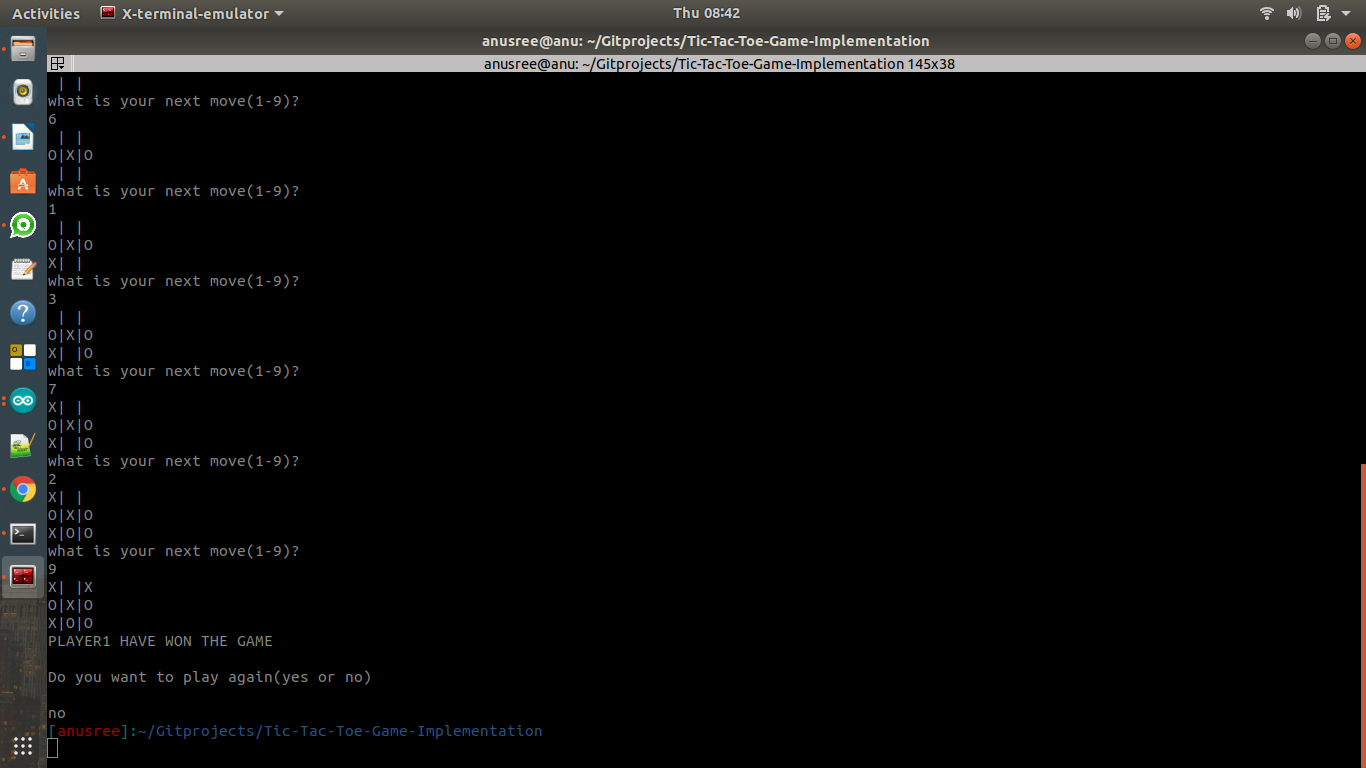 Activities X-terminal-emulator Thu 08:42
anusree@anu: ~/Gitprojects/Tic-Tac-Toe-Game-Implementation
anusree@anu: ~/Gitprojects/Tic-Tac-Toe-Game-Implementation 145x38
 | |
what is your next move(1-9)?
6
 | |
O|X|O
 | |
what is your next move(1-9)?
1
 | |
O|X|O
X| |
what is your next move(1-9)?
3
 | |
O|X|O
X| |O
what is your next move(1-9)?
7
X| |
O|X|O
X| |O
what is your next move(1-9)?
2
X| |
O|X|O
X|O|O
what is your next move(1-9)?
9
X| |X
O|X|O
X|O|O
PLAYER1 HAVE WON THE GAME
Do you want to play again(yes or no)
no
[anusree]:~/Gitprojects/Tic-Tac-Toe-Game-Implementation